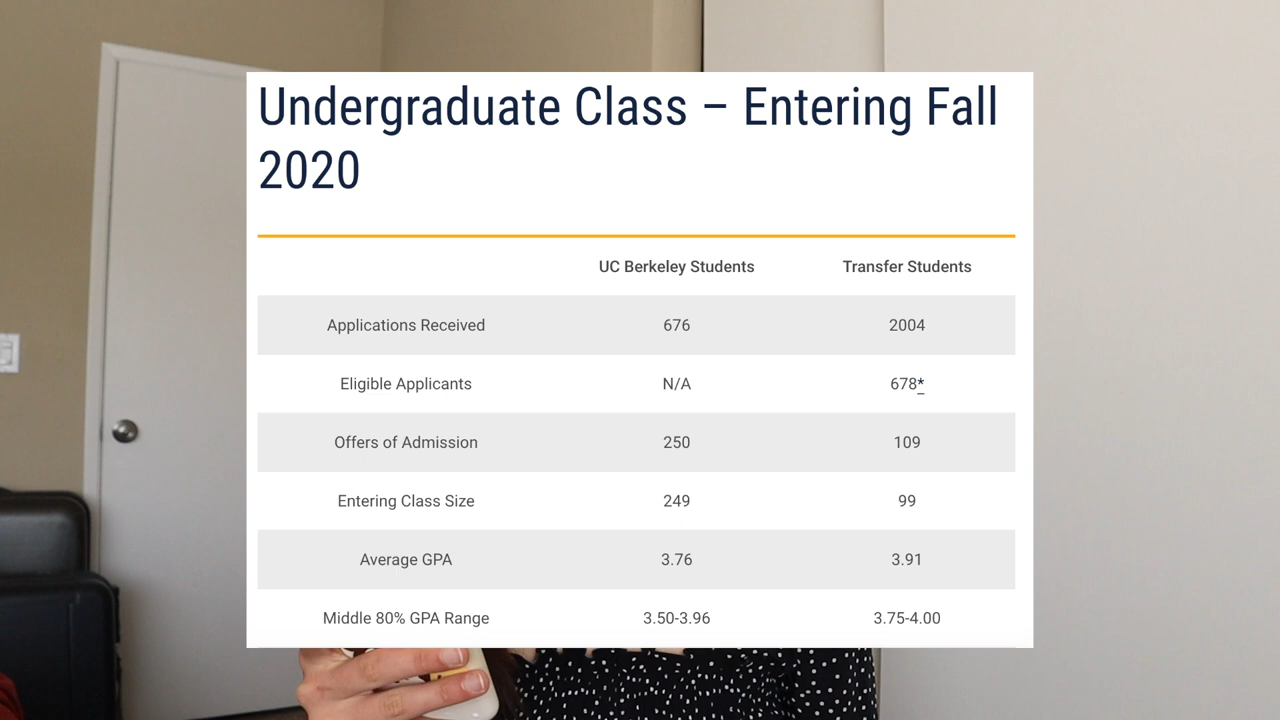 Undergraduate Class – Entering Fall
2020
UC Berkeley Students Transfer Students
Applications Received 676 2004
Eligible Applicants N/A 678*
Offers of Admission 250 109
Entering Class Size 249 99
Average GPA 3.76 3.91
Middle 80% GPA Range 3.50-3.96 3.75-4.00